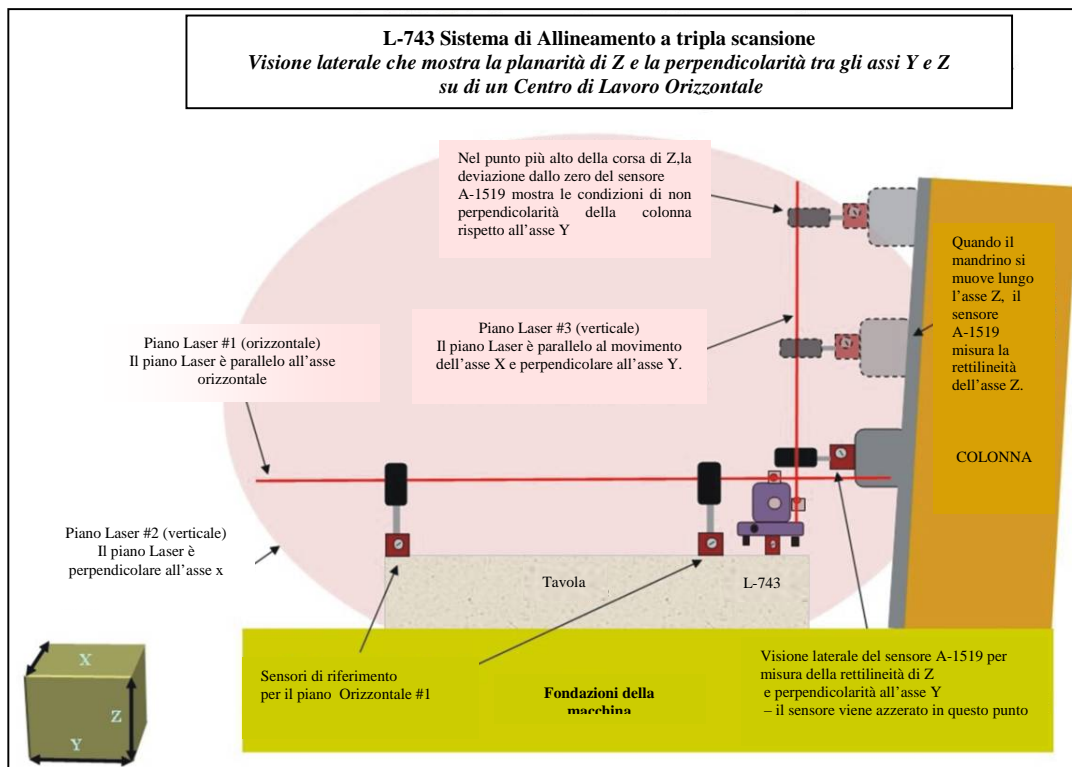 L-743 Sistema di Allineamento a tripla scansione
Visione laterale che mostra la planarità di Z e la perpendicolarità tra gli assi Y e Z
su di un Centro di Lavoro Orizzontale
Nel punto più alto della corsa di Z,la
deviazione dallo zero del sensore
A-1519 mostra le condizioni di non
perpendicolarità della colonna
rispetto all'asse Y
Quando il
mandrino si
muove lungo
l'asse Z, il
sensore
A-1519
misura la
rettilineità
dell'asse Z.
Piano Laser #1 (orizzontale)
Il piano Laser è parallelo all'asse
orizzontale
Piano Laser #3 (verticale)
Il piano Laser è parallelo al movimento
dell'asse X e perpendicolare all'asse Y.
COLONNA
Piano Laser #2 (verticale)
Il piano Laser è
perpendicolare all'asse x
Tavola
L-743
Sensori di riferimento
per il piano Orizzontale #1
Fondazioni della
macchina
Visione laterale del sensore A-1519 per
misura della rettilineità di Z
e perpendicolarità all'asse Y
– il sensore viene azzerato in questo punto
X
Z
Y